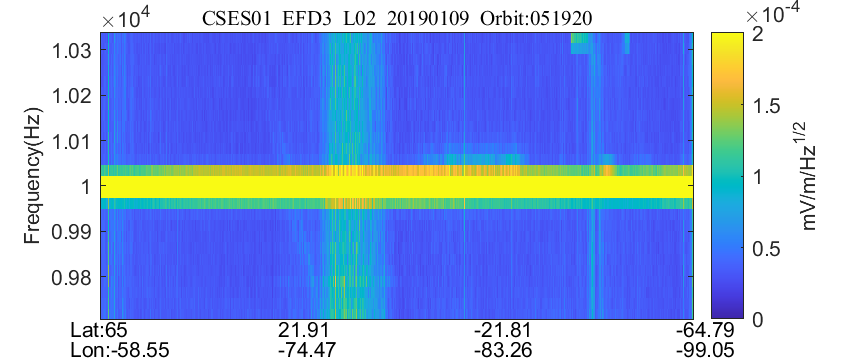 ×10⁴ CSES01 EFD3 L02 20190109 Orbit:051920 ×10⁻⁴
1.03
1.02
1.01
1
0.99
0.98
Frequency(Hz)
2
1.5
1
0.5
0
mV/m/Hz^1/2
Lat:65 21.91 -21.81 -64.79
Lon:-58.55 -74.47 -83.26 -99.05